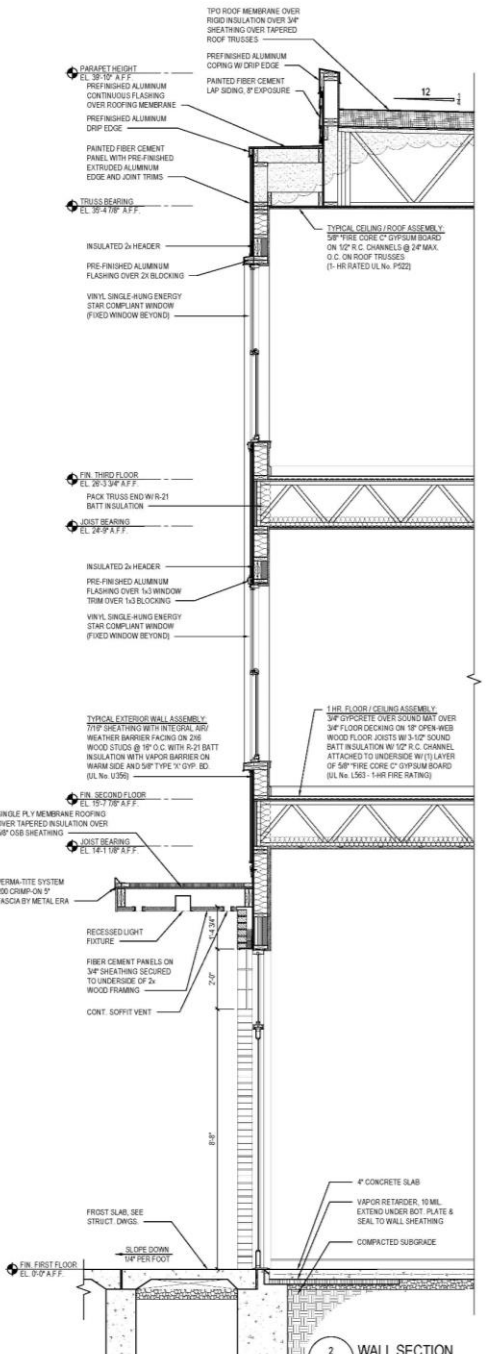 TPO ROOF MEMBRANE OVER
RIGID INSULATION OVER 3/4"
SHEATHING OVER TAPERED
ROOF TRUSSES
PREFINISHED ALUMINUM
COPING W/ DRIP EDGE
PARAPET HEIGHT
EL. 39'-10" A.F.F.
PAINTED FIBER CEMENT
LAP SIDING, 8" EXPOSURE
PREFINISHED ALUMINUM
CONTINUOUS FLASHING
OVER ROOFING MEMBRANE
12
PREFINISHED ALUMINUM
DRIP EDGE
PAINTED FIBER CEMENT
PANEL WITH PRE-FINISHED
EXTRUDED ALUMINUM
EDGE AND JOINT TRIMS
TRUSS BEARING
EL. 35'-4 7/8" A.F.F.
TYPICAL CEILING / ROOF ASSEMBLY:
5/8" "FIRE CORE C" GYPSUM BOARD
ON 1/2" R.C. CHANNELS @ 24" MAX.
O.C. ON ROOF TRUSSES
(1- HR RATED UL No. P522)
INSULATED 2x HEADER
PRE-FINISHED ALUMINUM
FLASHING OVER 2X BLOCKING
VINYL SINGLE-HUNG ENERGY
STAR COMPLIANT WINDOW
(FIXED WINDOW BEYOND)
FIN. THIRD FLOOR
EL. 26'-3 3/4" A.F.F.
PACK TRUSS END W/ R-21
BATT INSULATION
JOIST BEARING
EL. 24'-9" A.F.F.
INSULATED 2x HEADER
PRE-FINISHED ALUMINUM
FLASHING OVER 1x3 WINDOW
TRIM OVER 1x3 BLOCKING
VINYL SINGLE-HUNG ENERGY
STAR COMPLIANT WINDOW
(FIXED WINDOW BEYOND)
TYPICAL EXTERIOR WALL ASSEMBLY:
7/16" SHEATHING WITH INTEGRAL AIR/
WEATHER BARRIER FACING ON 2X6
WOOD STUDS @ 16" O.C. WITH R-21 BATT
INSULATION WITH VAPOR BARRIER ON
WARM SIDE AND 5/8" TYPE 'X' GYP. BD.
(UL No. U356)
1 HR. FLOOR / CEILING ASSEMBLY:
3/4" GYPCRETE OVER SOUND MAT OVER
3/4" FLOOR DECKING ON 18" OPEN-WEB
WOOD FLOOR JOISTS W/ 3-1/2" SOUND
BATT INSULATION W/ 1/2" R.C. CHANNEL
ATTACHED TO UNDERSIDE W/ (1) LAYER
OF 5/8" "FIRE CORE C" GYPSUM BOARD
(UL No. L563 - 1-HR FIRE RATING)
FIN. SECOND FLOOR
EL. 15'-7 7/8" A.F.F.
SINGLE PLY MEMBRANE ROOFING
OVER TAPERED INSULATION OVER
5/8" OSB SHEATHING
JOIST BEARING
EL. 14'-1 1/8" A.F.F.
PERMA-TITE SYSTEM
200 CRIMP-ON 5"
FASCIA BY METAL ERA
RECESSED LIGHT
FIXTURE
1'-4 3/4"
FIBER CEMENT PANELS ON
3/4" SHEATHING SECURED
TO UNDERSIDE OF 2x
WOOD FRAMING
2'-0"
CONT. SOFFIT VENT
8'-8"
4" CONCRETE SLAB
VAPOR RETARDER, 10 MIL.
EXTEND UNDER BOT. PLATE &
SEAL TO WALL SHEATHING
COMPACTED SUBGRADE
FROST SLAB, SEE
STRUCT. DWGS.
SLOPE DOWN
1/4" PER FOOT
FIN. FIRST FLOOR
EL. 0'-0" A.F.F.
2 WALL SECTION